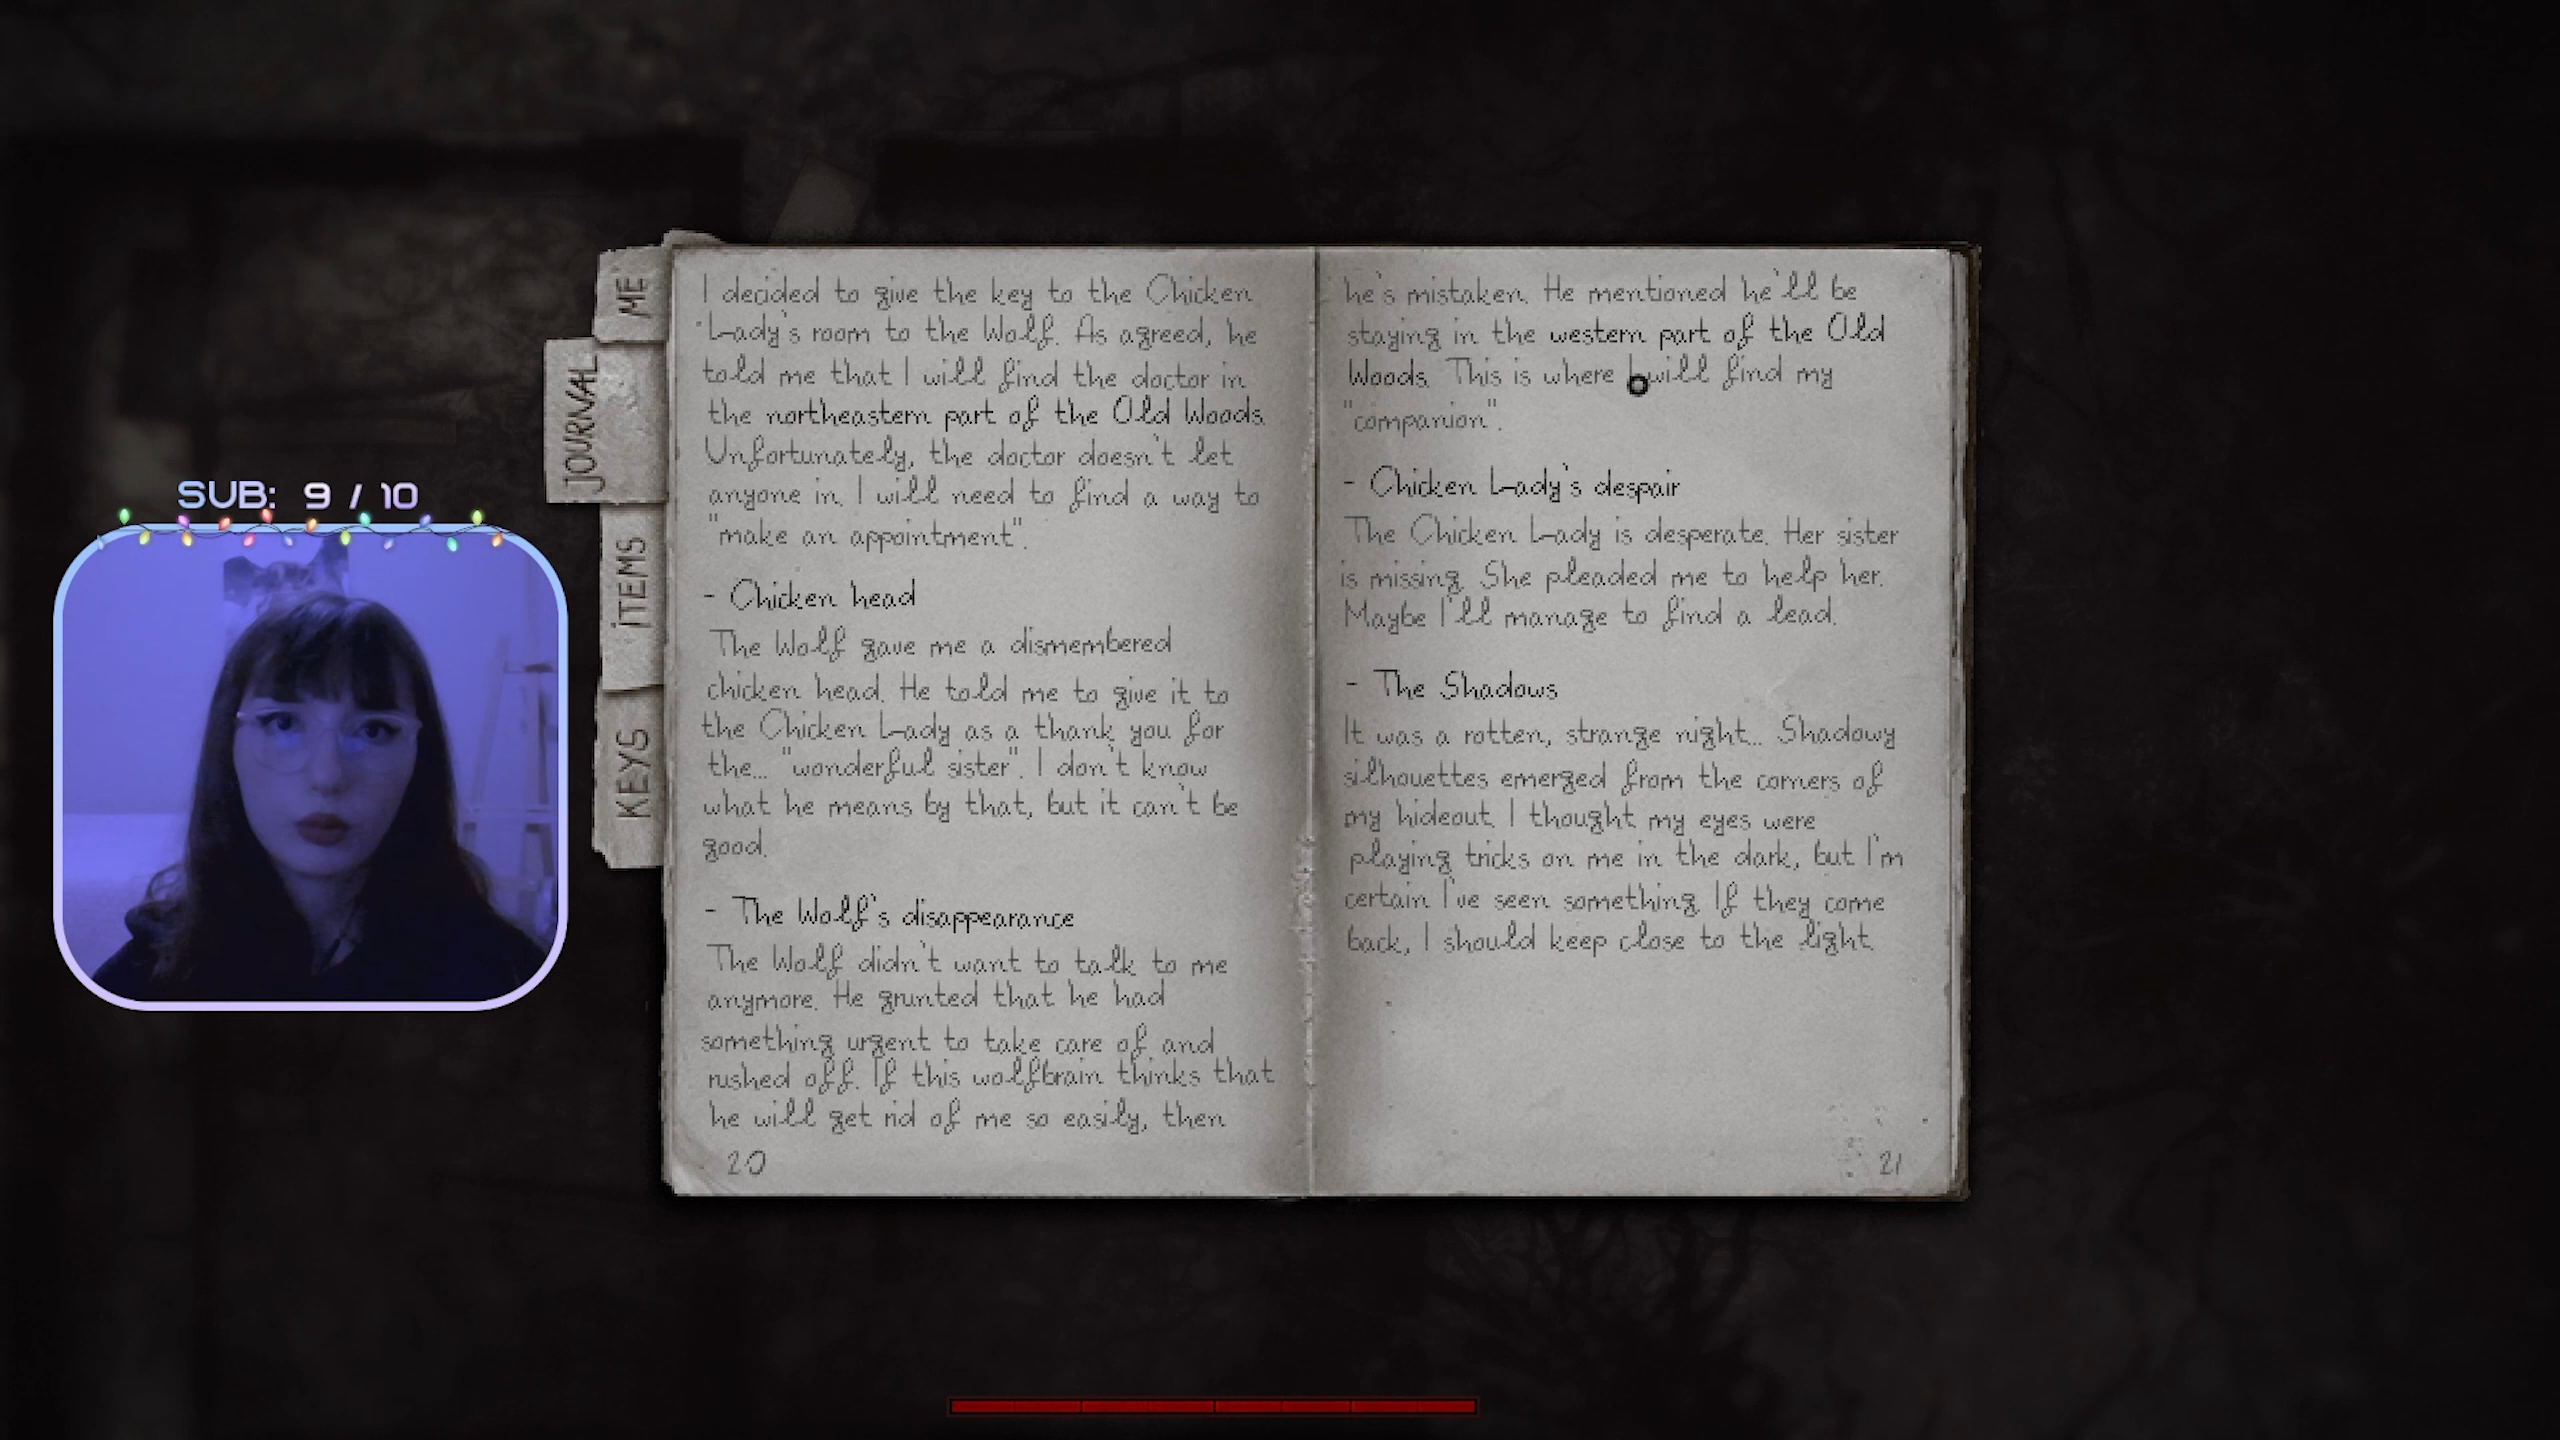 I decided to give the key to the Chicken
Lady's room to the Wolf. As agreed, he
told me that I will find the doctor in
the northeastern part of the Old Woods.
Unfortunately, the doctor doesn't let
anyone in. I will need to find a way to
"make an appointment".
- Chicken head
The Wolf gave me a dismembered
chicken head. He told me to give it to
the Chicken Lady as a thank you for
the... "wonderful sister". I don't know
what he means by that, but it can't be
good.
- The Wolf's disappearance
The Wolf didn't want to talk to me
anymore. He grunted that he had
something urgent to take care of and
rushed off. If this wolfbrain thinks that
he will get rid of me so easily, then
20
he's mistaken. He mentioned he'll be
staying in the western part of the Old
Woods. This is where I will find my
"companion".
- Chicken Lady's despair
The Chicken Lady is desperate. Her sister
is missing. She pleaded me to help her.
Maybe I'll manage to find a lead.
- The Shadows
It was a rotten, strange night... Shadowy
silhouettes emerged from the corners of
my hideout. I thought my eyes were
playing tricks on me in the dark, but I'm
certain I've seen something. If they come
back, I should keep close to the light.
21
ME
JOURNAL
ITEMS
KEYS
SUB: 9 / 10